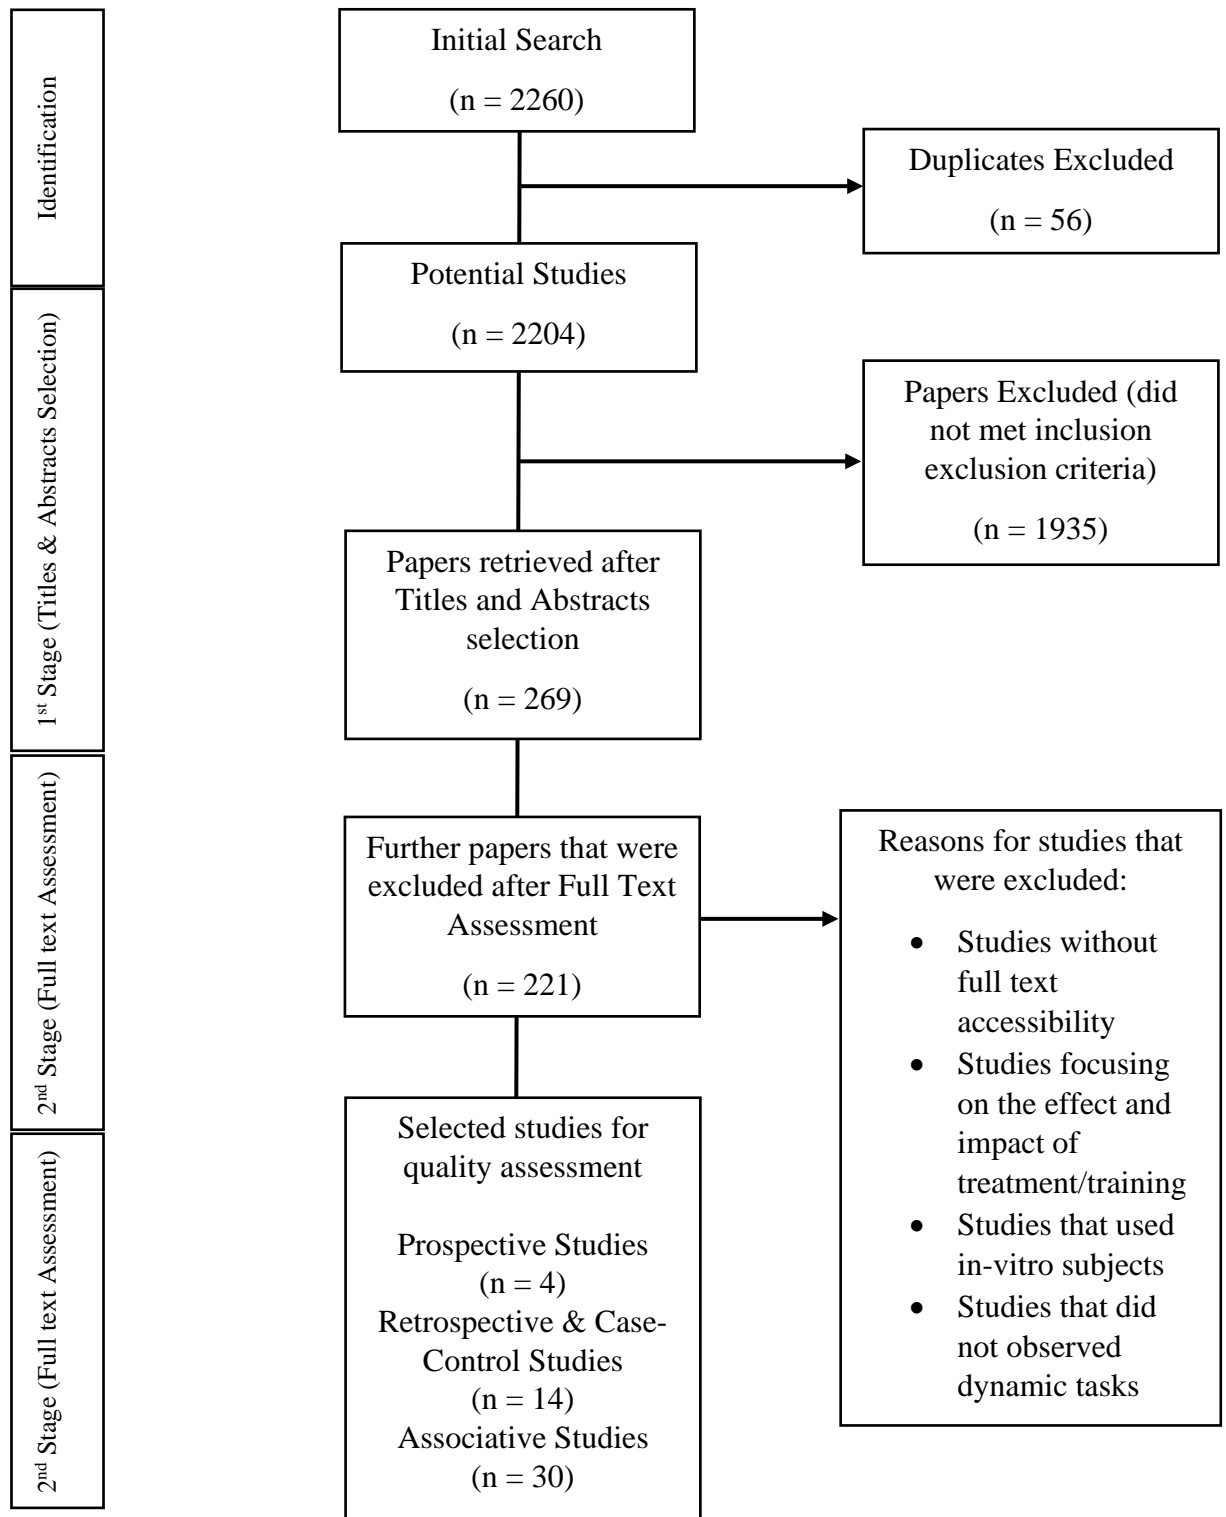 Identification
Initial Search
(n = 2260)
Duplicates Excluded
(n = 56)
Potential Studies
(n = 2204)
1st Stage (Titles & Abstracts Selection)
Papers Excluded (did
not met inclusion
exclusion criteria)
(n = 1935)
Papers retrieved after
Titles and Abstracts
selection
(n = 269)
2nd Stage (Full text Assessment)
Further papers that were
excluded after Full Text
Assessment
(n = 221)
Reasons for studies that
were excluded:
• Studies without
full text
accessibility
• Studies focusing
on the effect and
impact of
treatment/training
• Studies that used
in-vitro subjects
• Studies that did
not observed
dynamic tasks
2nd Stage (Full text Assessment)
Selected studies for
quality assessment
Prospective Studies
(n = 4)
Retrospective & Case-
Control Studies
(n = 14)
Associative Studies
(n = 30)